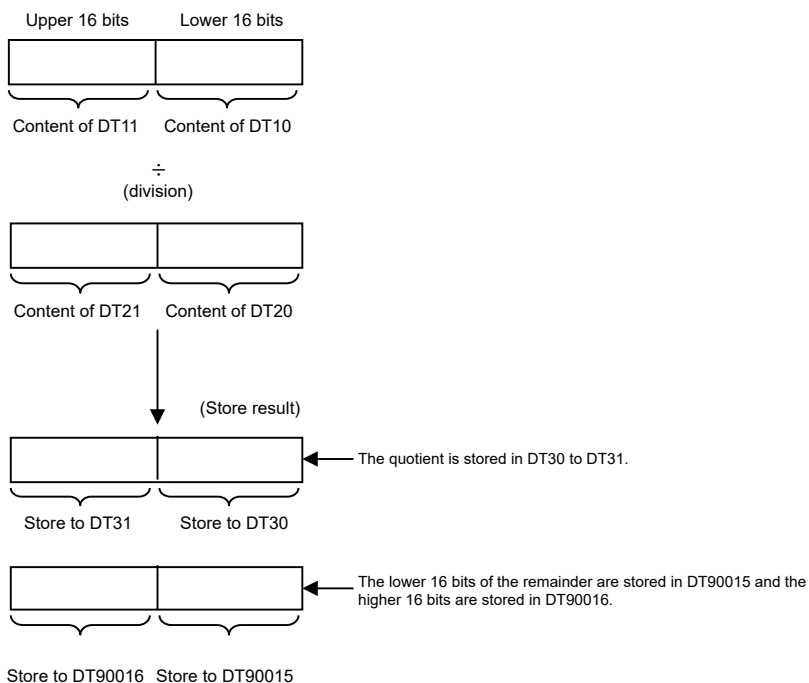 Upper 16 bits Lower 16 bits
Content of DT11 Content of DT10
÷
(division)
Content of DT21 Content of DT20
(Store result)
The quotient is stored in DT30 to DT31.
Store to DT31 Store to DT30
The lower 16 bits of the remainder are stored in DT90015 and the
higher 16 bits are stored in DT90016.
Store to DT90016 Store to DT90015